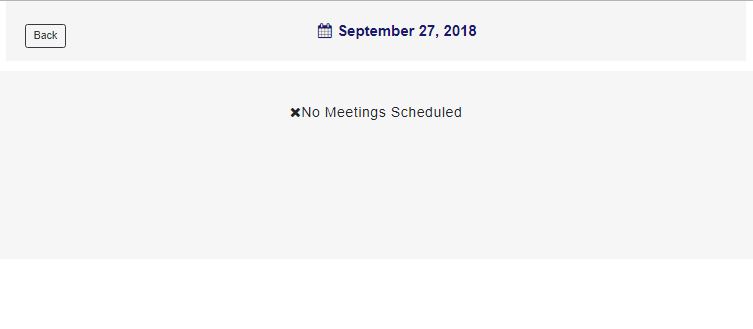 Back
September 27, 2018
No Meetings Scheduled